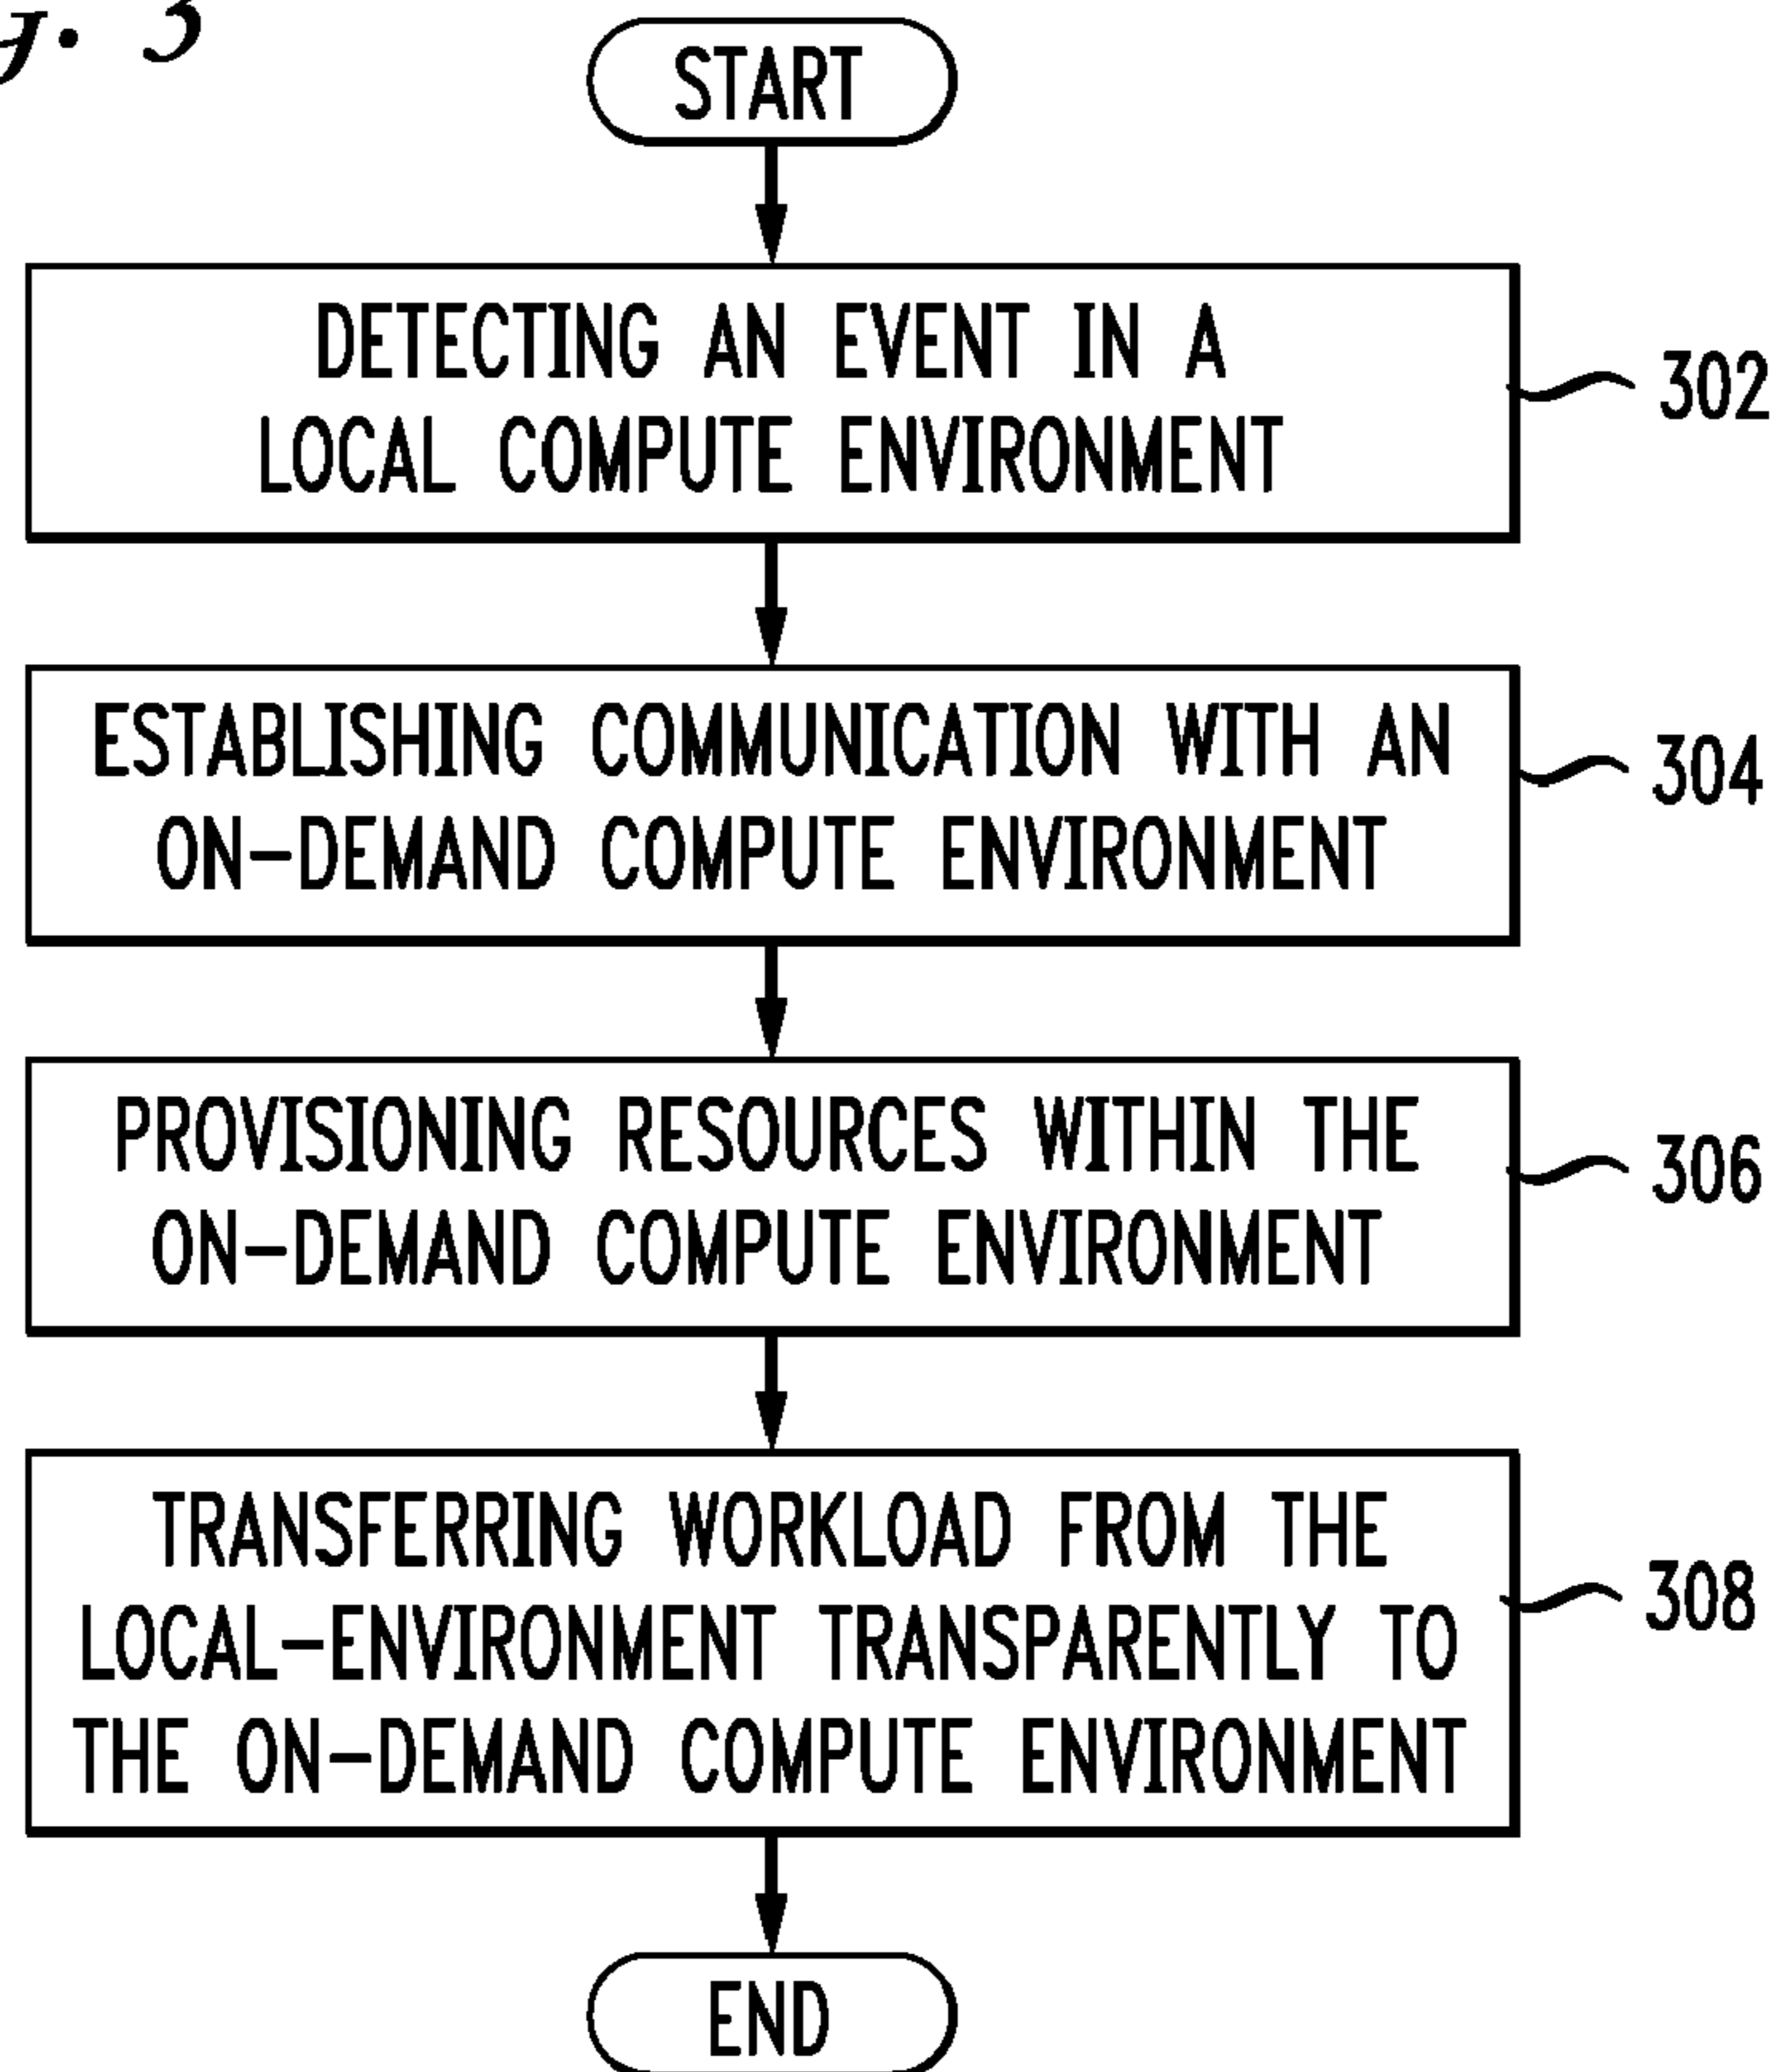 g. 3
START
DETECTING AN EVENT IN A
LOCAL COMPUTE ENVIRONMENT
302
ESTABLISHING COMMUNICATION WITH AN
ON-DEMAND COMPUTE ENVIRONMENT
304
PROVISIONING RESOURCES WITHIN THE
ON-DEMAND COMPUTE ENVIRONMENT
306
TRANSFERRING WORKLOAD FROM THE
LOCAL-ENVIRONMENT TRANSPARENTLY TO
THE ON-DEMAND COMPUTE ENVIRONMENT
308
END